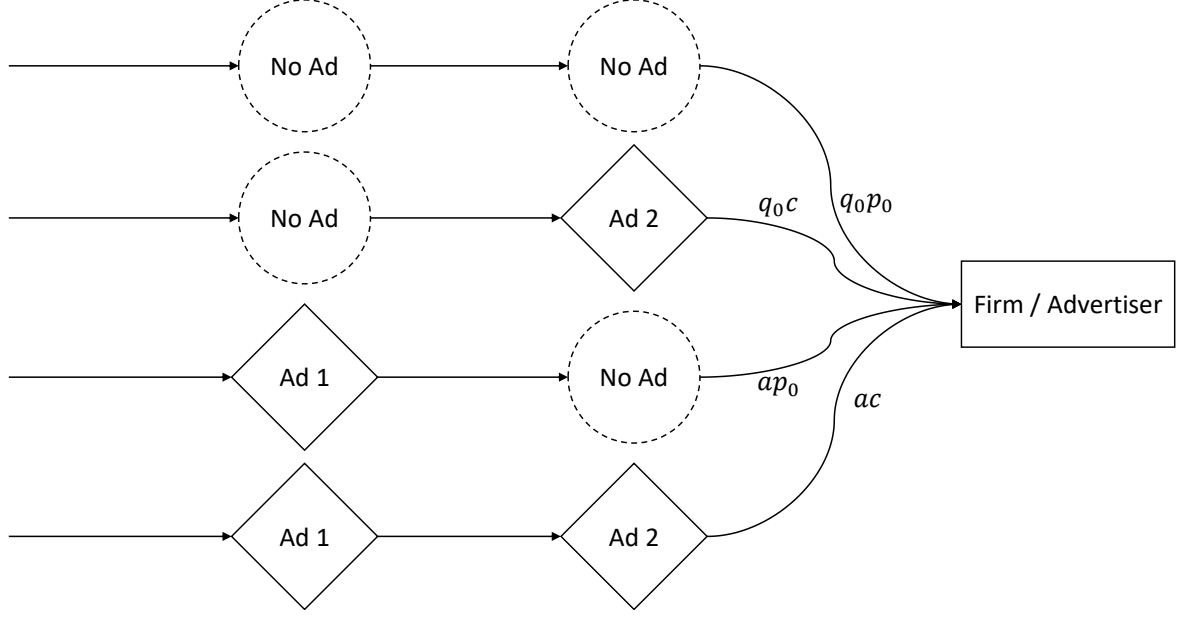 No Ad
No Ad
No Ad
Ad 2
q₀c
q₀p₀
Firm / Advertiser
Ad 1
No Ad
ap₀
ac
Ad 1
Ad 2